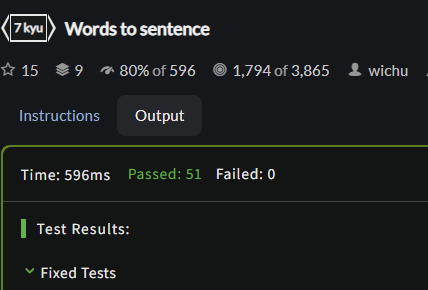 7 kyu Words to sentence
15 9 80% of 596 1,794 of 3,865 wichu
Instructions Output
Time: 596ms Passed: 51 Failed: 0
Test Results:
Fixed Tests